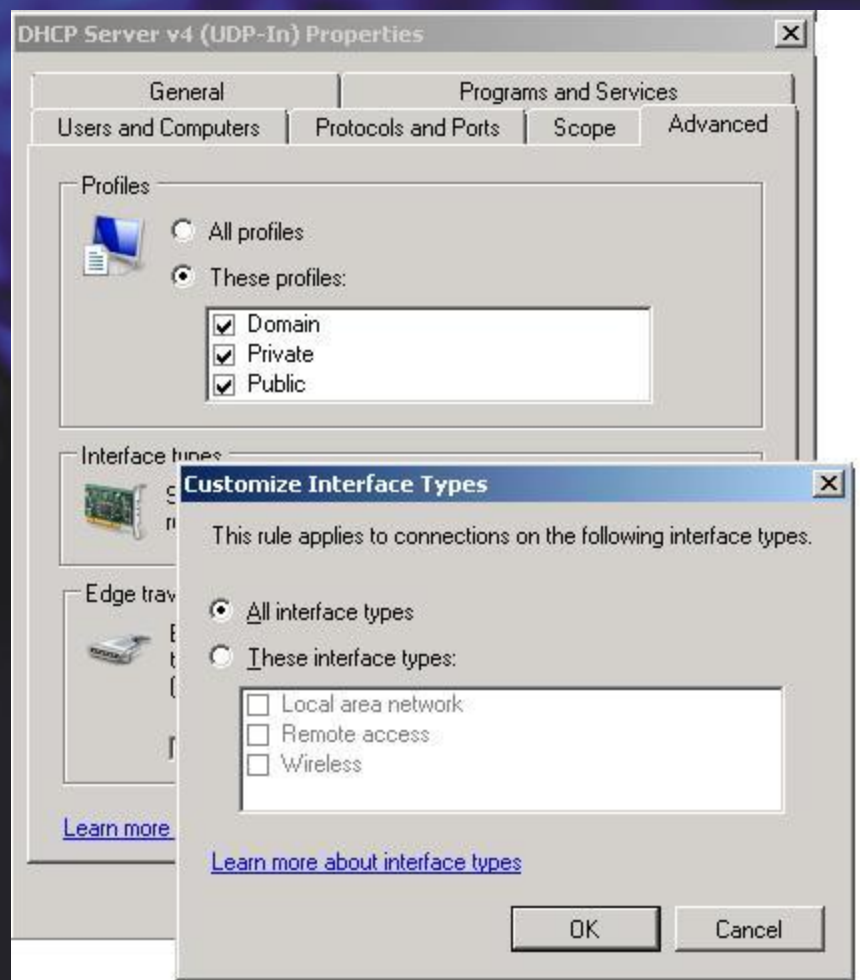 DHCP Server v4 (UDP-In) Properties
General
Programs and Services
Users and Computers
Protocols and Ports
Scope
Advanced
Profiles
All profiles
These profiles:
Domain
Private
Public
Interface types
Customize Interface Types
This rule applies to connections on the following interface types.
All interface types
These interface types:
Local area network
Remote access
Wireless
Learn more about interface types
OK
Cancel
Edge trav
Learn more